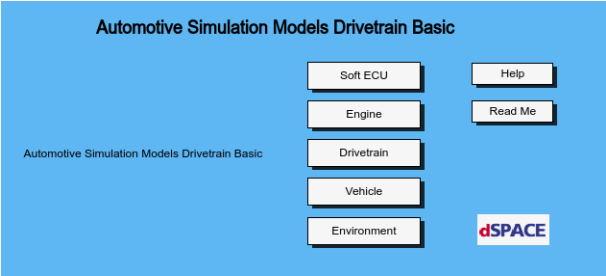 Automotive Simulation Models Drivetrain Basic
Soft ECU
Help
Engine
Read Me
Automotive Simulation Models Drivetrain Basic
Drivetrain
Vehicle
Environment
dSPACE